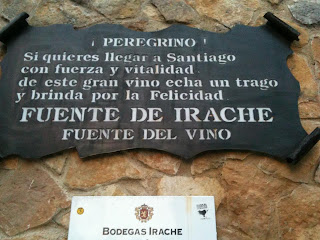 ¡ PEREGRINO !
Si quieres llegar a Santiago
con fuerza y vitalidad
de este gran vino echa un trago
y brinda por la Felicidad
FUENTE DE IRACHE
FUENTE DEL VINO
BODEGAS IRACHE